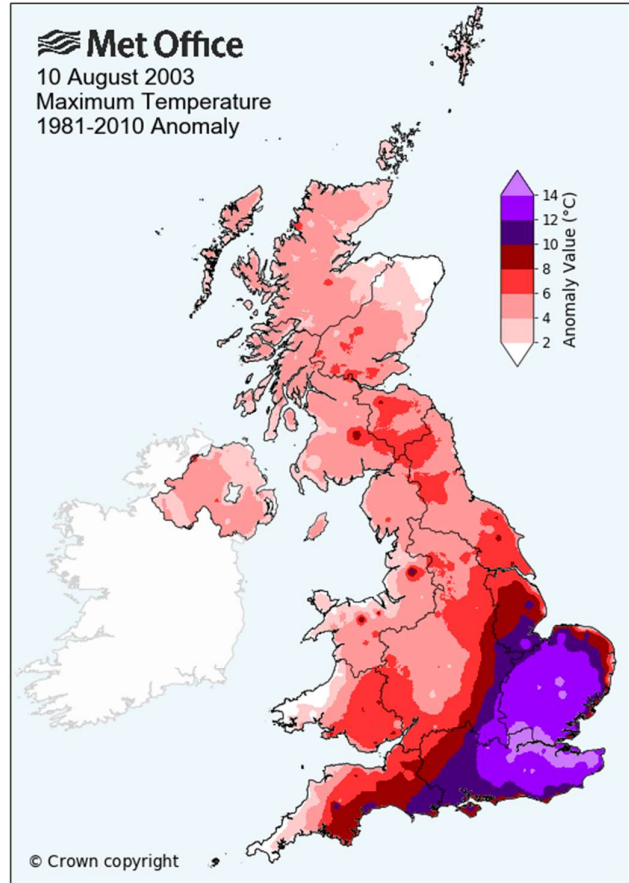 Met Office
10 August 2003
Maximum Temperature
1981-2010 Anomaly
14
12
10
8
6
4
2
Anomaly Value (°C)
© Crown copyright